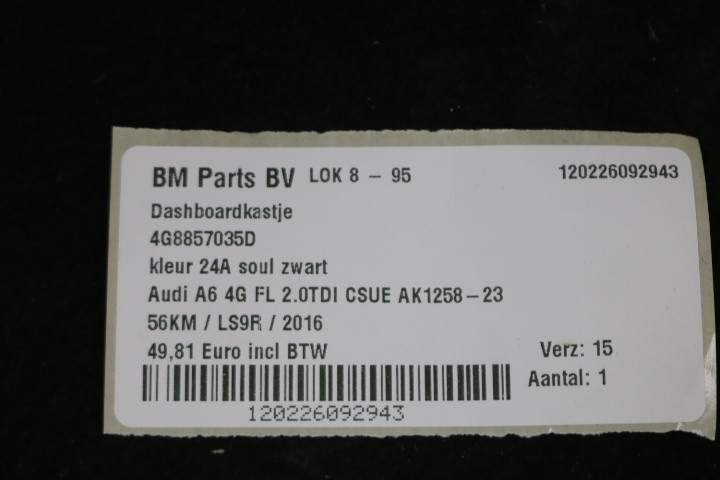 BM Parts BV LOK 8 - 95 120226092943
Dashboardkastje
4G8857035D
kleur 24A soul zwart
Audi A6 4G FL 2.0TDI CSUE AK1258-23
56KM / LS9R / 2016
49,81 Euro incl BTW Verz: 15
Aantal: 1
120226092943